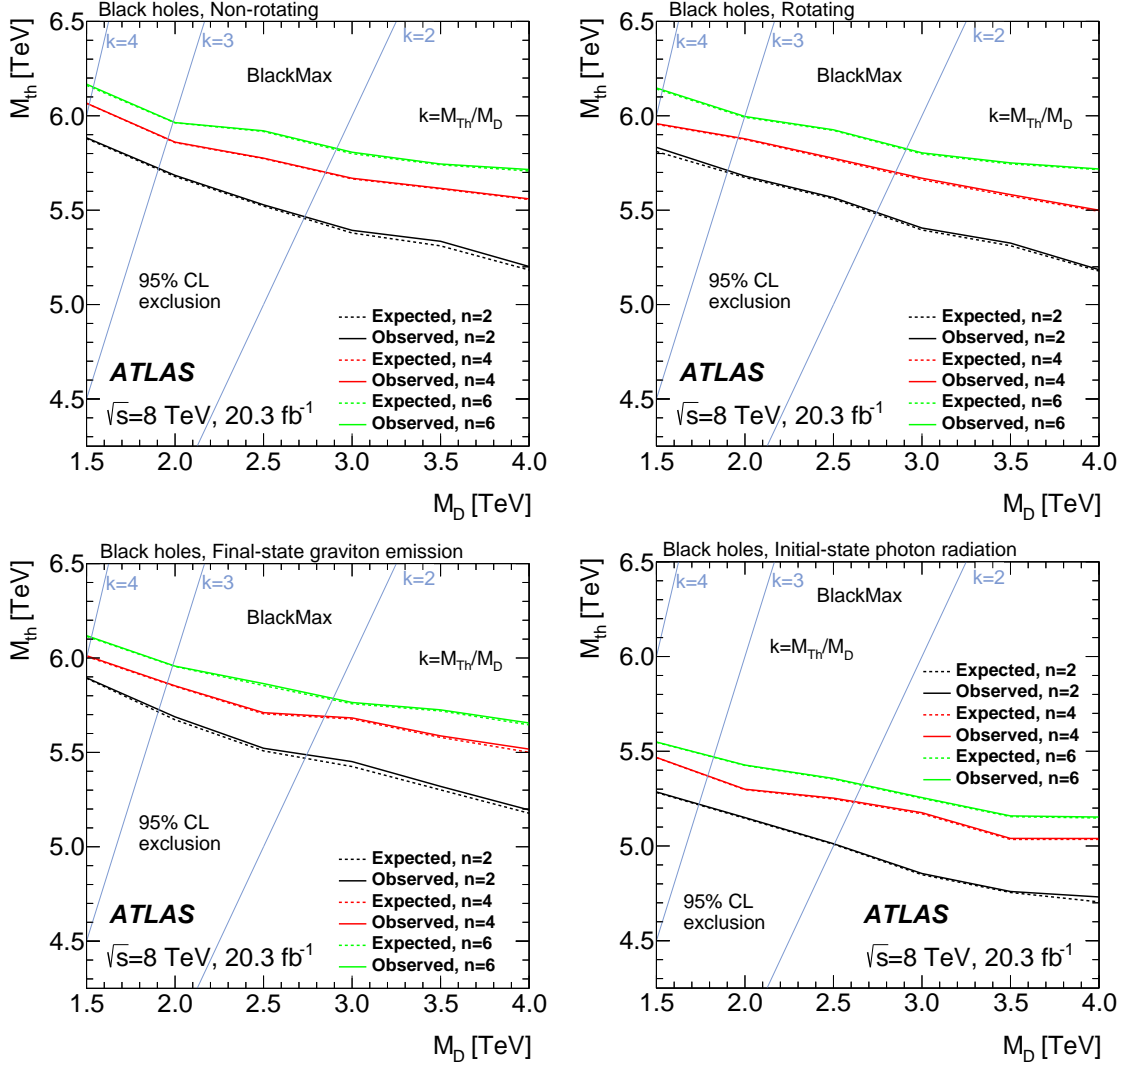 Black holes, Non-rotating
M_th [TeV]
6.5
6.0
5.5
5.0
4.5
k=4
k=3
k=2
BlackMax
k=M_Th/M_D
95% CL
exclusion
Expected, n=2
Observed, n=2
Expected, n=4
Observed, n=4
Expected, n=6
Observed, n=6
ATLAS
√s=8 TeV, 20.3 fb⁻¹
1.5 2.0 2.5 3.0 3.5 4.0
M_D [TeV]
Black holes, Rotating
M_th [TeV]
6.5
6.0
5.5
5.0
4.5
k=4
k=3
k=2
BlackMax
k=M_Th/M_D
95% CL
exclusion
Expected, n=2
Observed, n=2
Expected, n=4
Observed, n=4
Expected, n=6
Observed, n=6
ATLAS
√s=8 TeV, 20.3 fb⁻¹
1.5 2.0 2.5 3.0 3.5 4.0
M_D [TeV]
Black holes, Final-state graviton emission
M_th [TeV]
6.5
6.0
5.5
5.0
4.5
k=4
k=3
k=2
BlackMax
k=M_Th/M_D
95% CL
exclusion
Expected, n=2
Observed, n=2
Expected, n=4
Observed, n=4
Expected, n=6
Observed, n=6
ATLAS
√s=8 TeV, 20.3 fb⁻¹
1.5 2.0 2.5 3.0 3.5 4.0
M_D [TeV]
Black holes, Initial-state photon radiation
M_th [TeV]
6.5
6.0
5.5
5.0
4.5
k=4
k=3
k=2
BlackMax
k=M_Th/M_D
Expected, n=2
Observed, n=2
Expected, n=4
Observed, n=4
Expected, n=6
Observed, n=6
95% CL
exclusion
ATLAS
√s=8 TeV, 20.3 fb⁻¹
1.5 2.0 2.5 3.0 3.5 4.0
M_D [TeV]